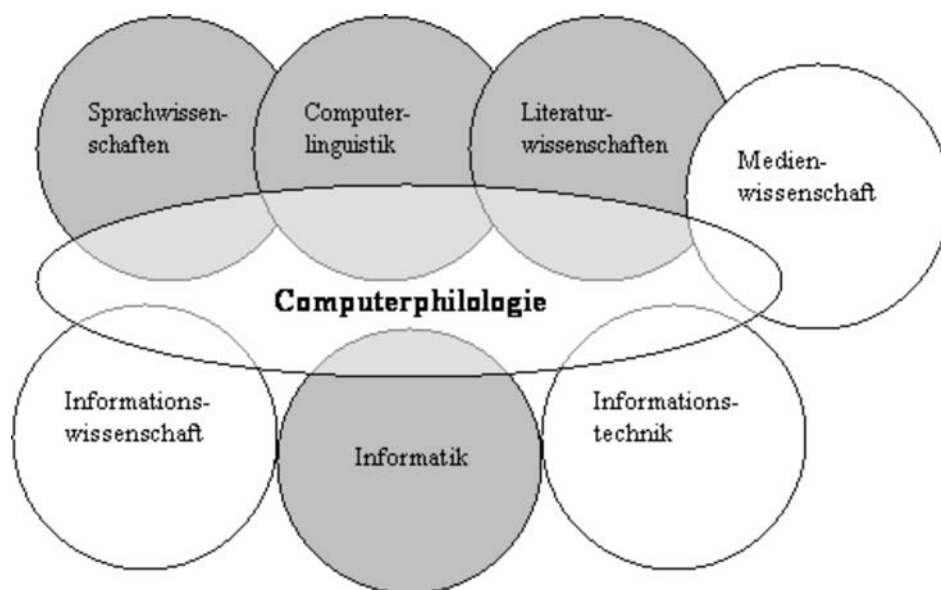 Sprachwissen-
schaften
Computer-
linguistik
Literatur-
wissenschaften
Medien-
wissenschaft
Computerphilologie
Informations-
wissenschaft
Informatik
Informations-
technik